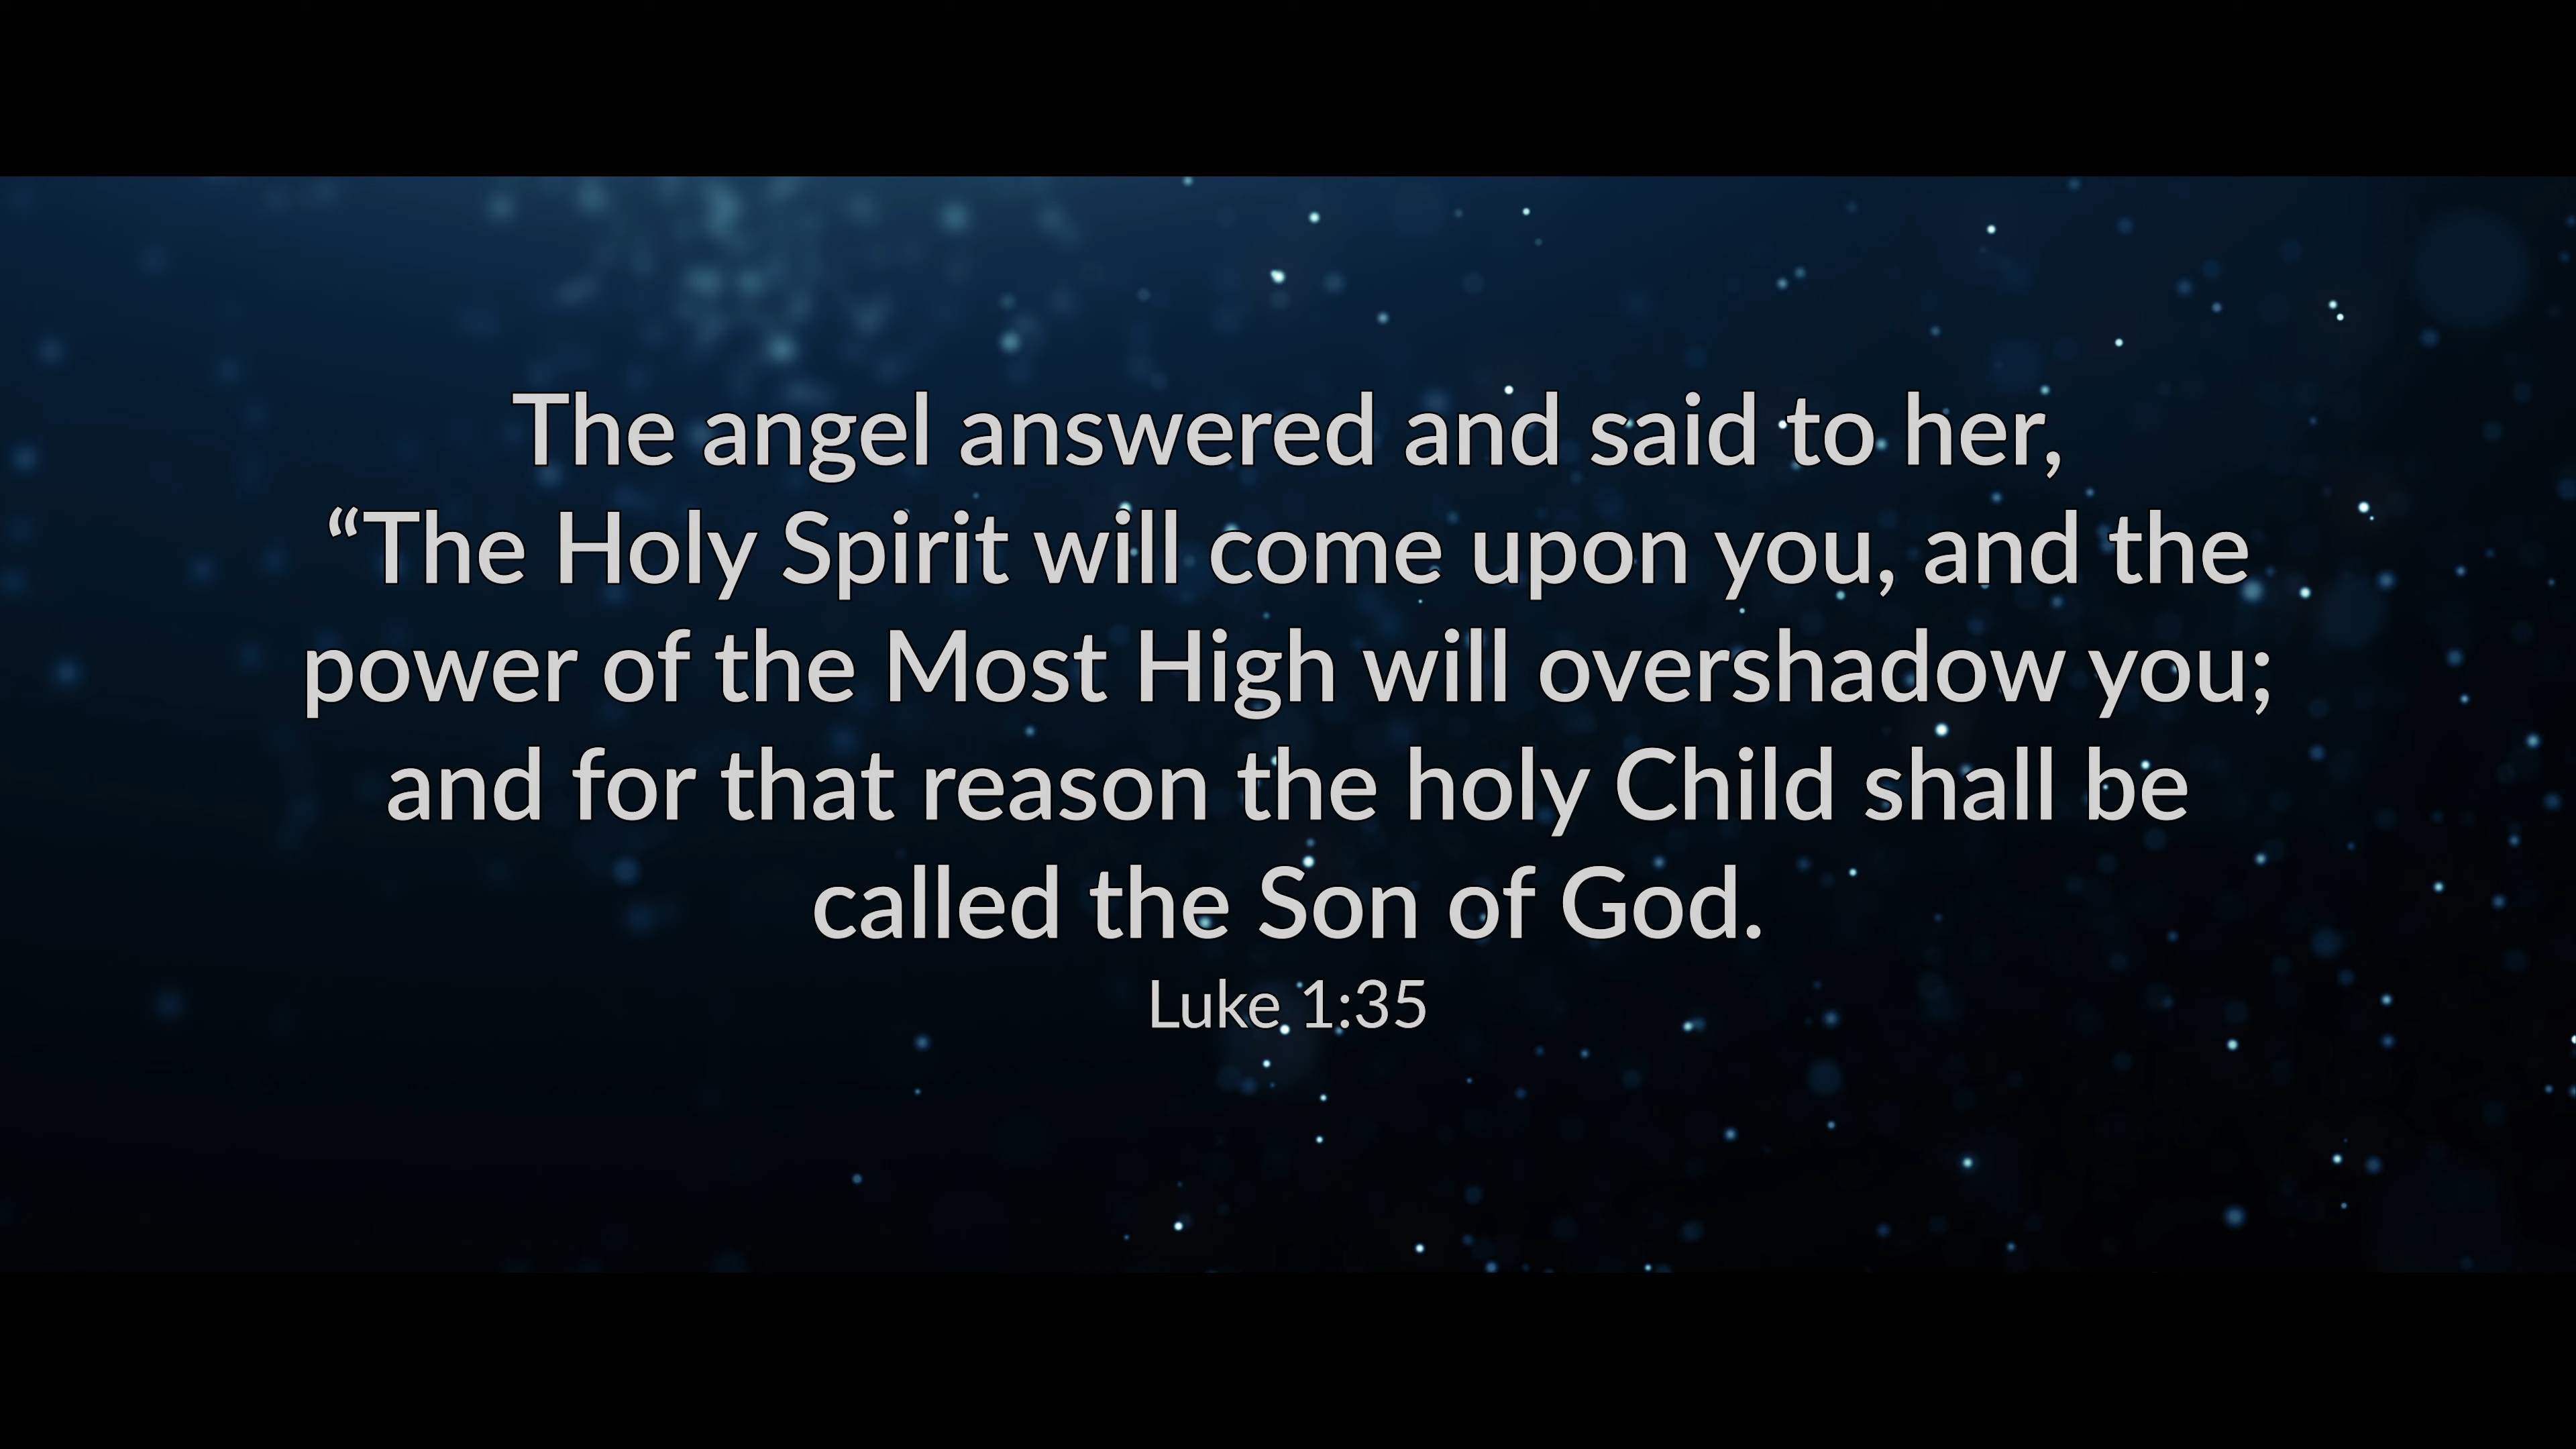 The angel answered and said to her,
“The Holy Spirit will come upon you, and the
power of the Most High will overshadow you;
and for that reason the holy Child shall be
called the Son of God.
Luke 1:35